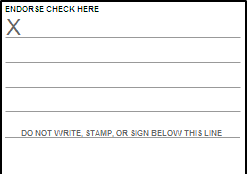 ENDORSE CHECK HERE
X
DO NOT WRITE, STAMP, OR SIGN BELOW THIS LINE